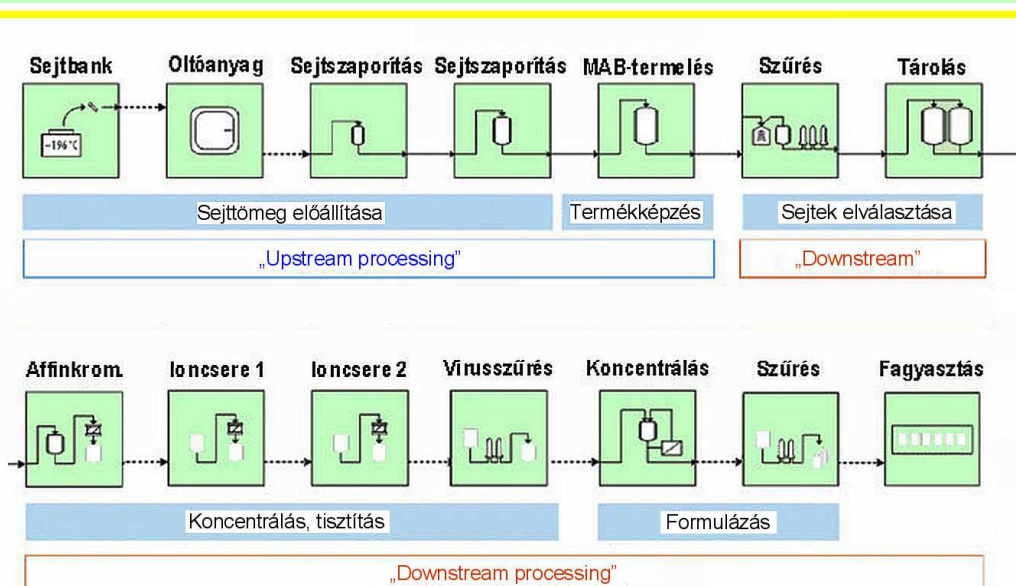 Sejtbank Oltóanyag Sejtszaporítás Sejtszaporítás MAB-termelés Szűrés Tárolás
-196 °C
Sejttömeg előállítása Termékképzés Sejtek elválasztása
„Upstream processing” „Downstream”
Affinkrom. Ioncsere 1 Ioncsere 2 Virusszűrés Koncentrálás Szűrés Fagyasztás
Koncentrálás, tisztítás Formulázás
„Downstream processing”